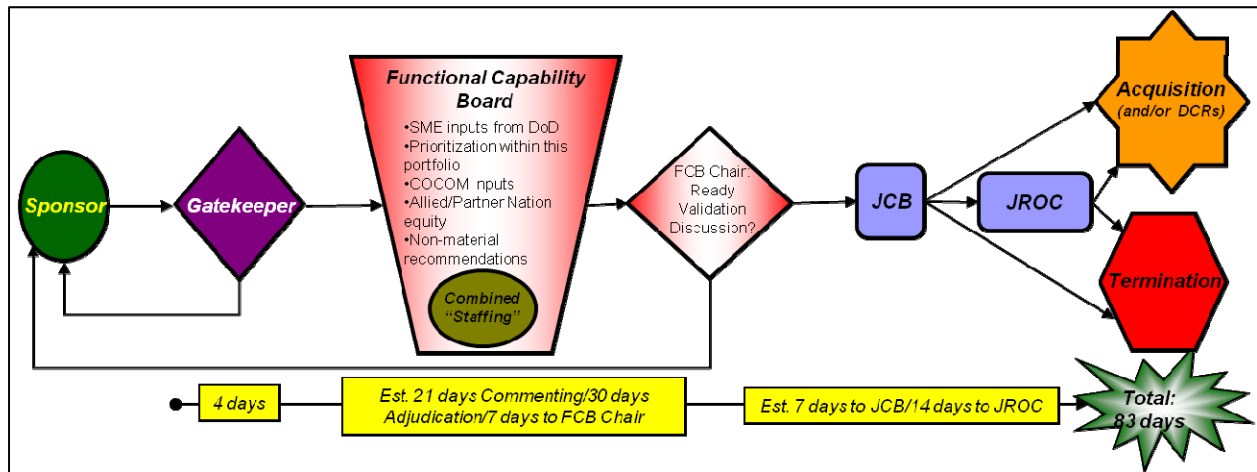 Sponsor
Gatekeeper
Functional Capability
Board
•SME inputs from DoD
•Prioritization within this
portfolio
•COCOM inputs
•Allied/Partner Nation
equity
•Non-material
recommendations
Combined
“Staffing”
FCB Chair:
Ready
Validation
Discussion?
JCB
JROC
Acquisition
(and/or DCRs)
Termination
4 days
Est. 21 days Commenting/30 days
Adjudication/7 days to FCB Chair
Est. 7 days to JCB/14 days to JROC
Total:
83 days